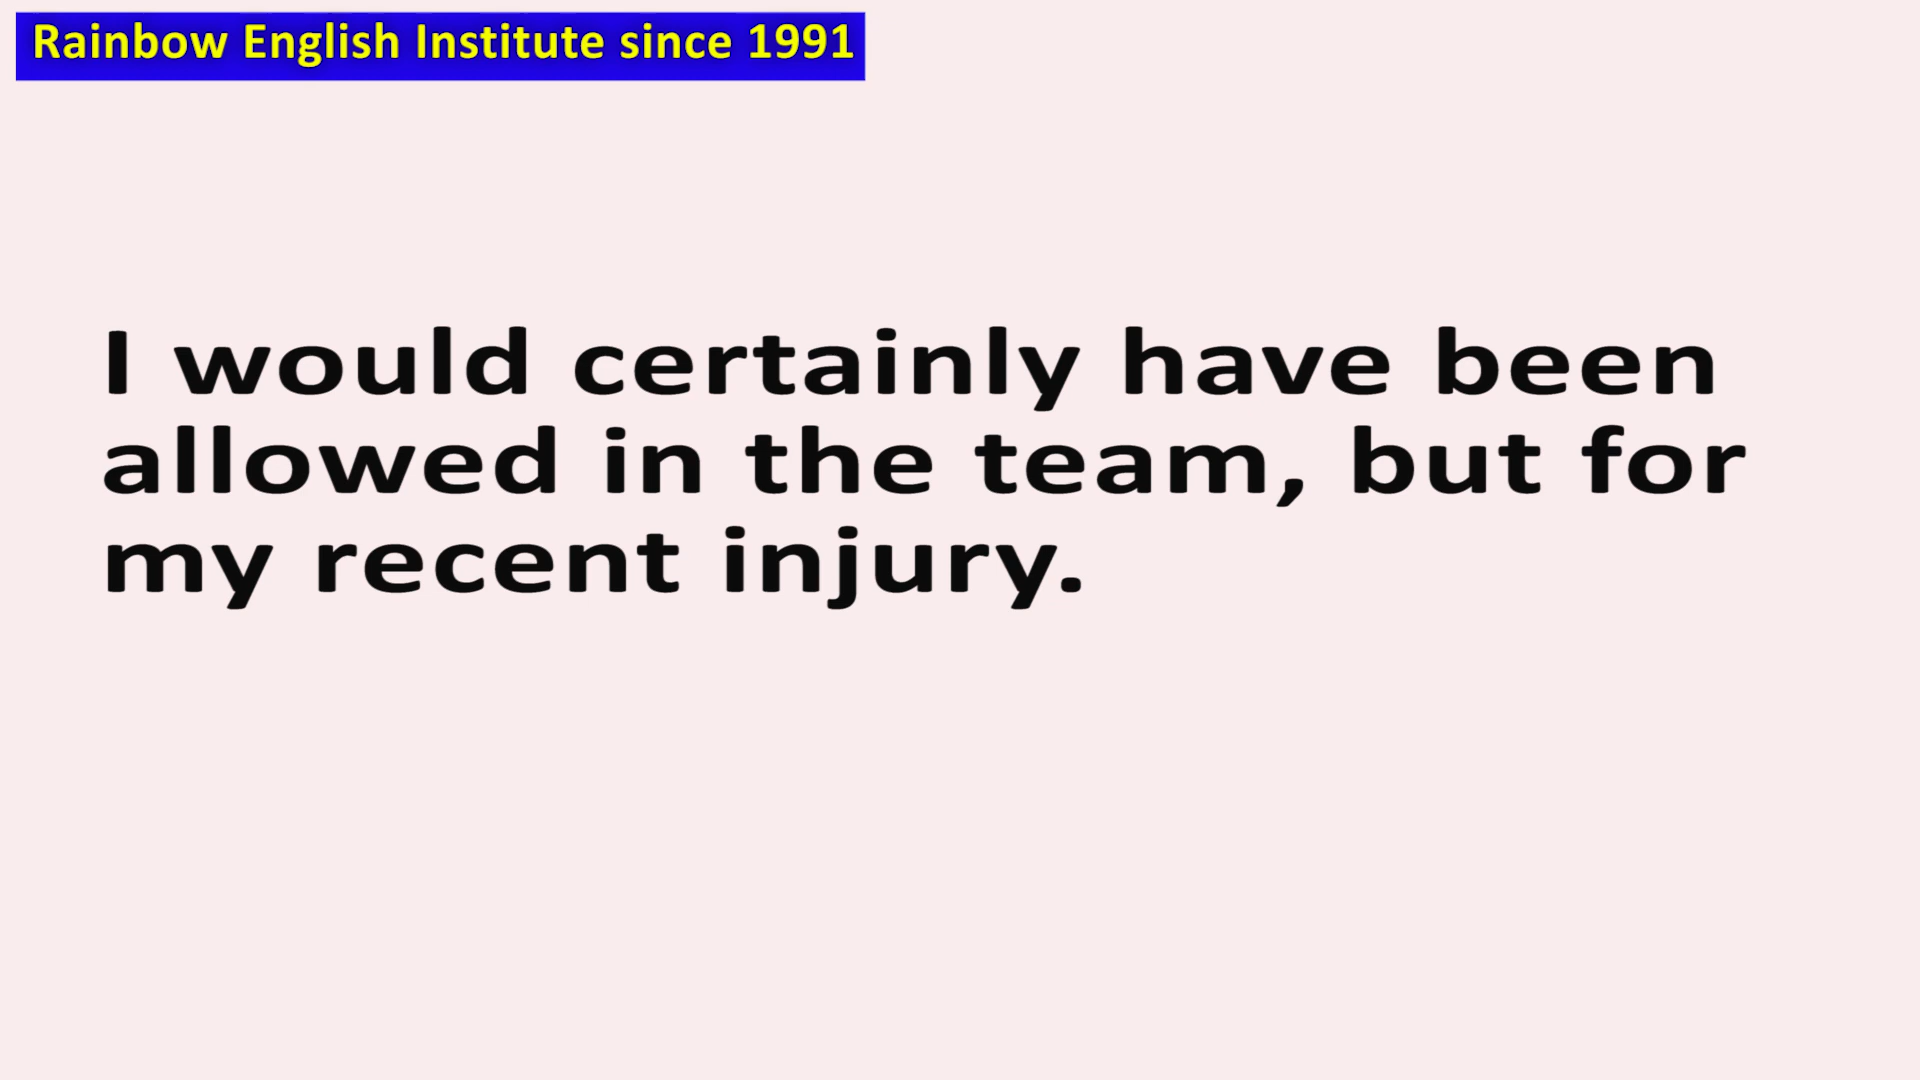 Rainbow English Institute since 1991
I would certainly have been
allowed in the team, but for
my recent injury.